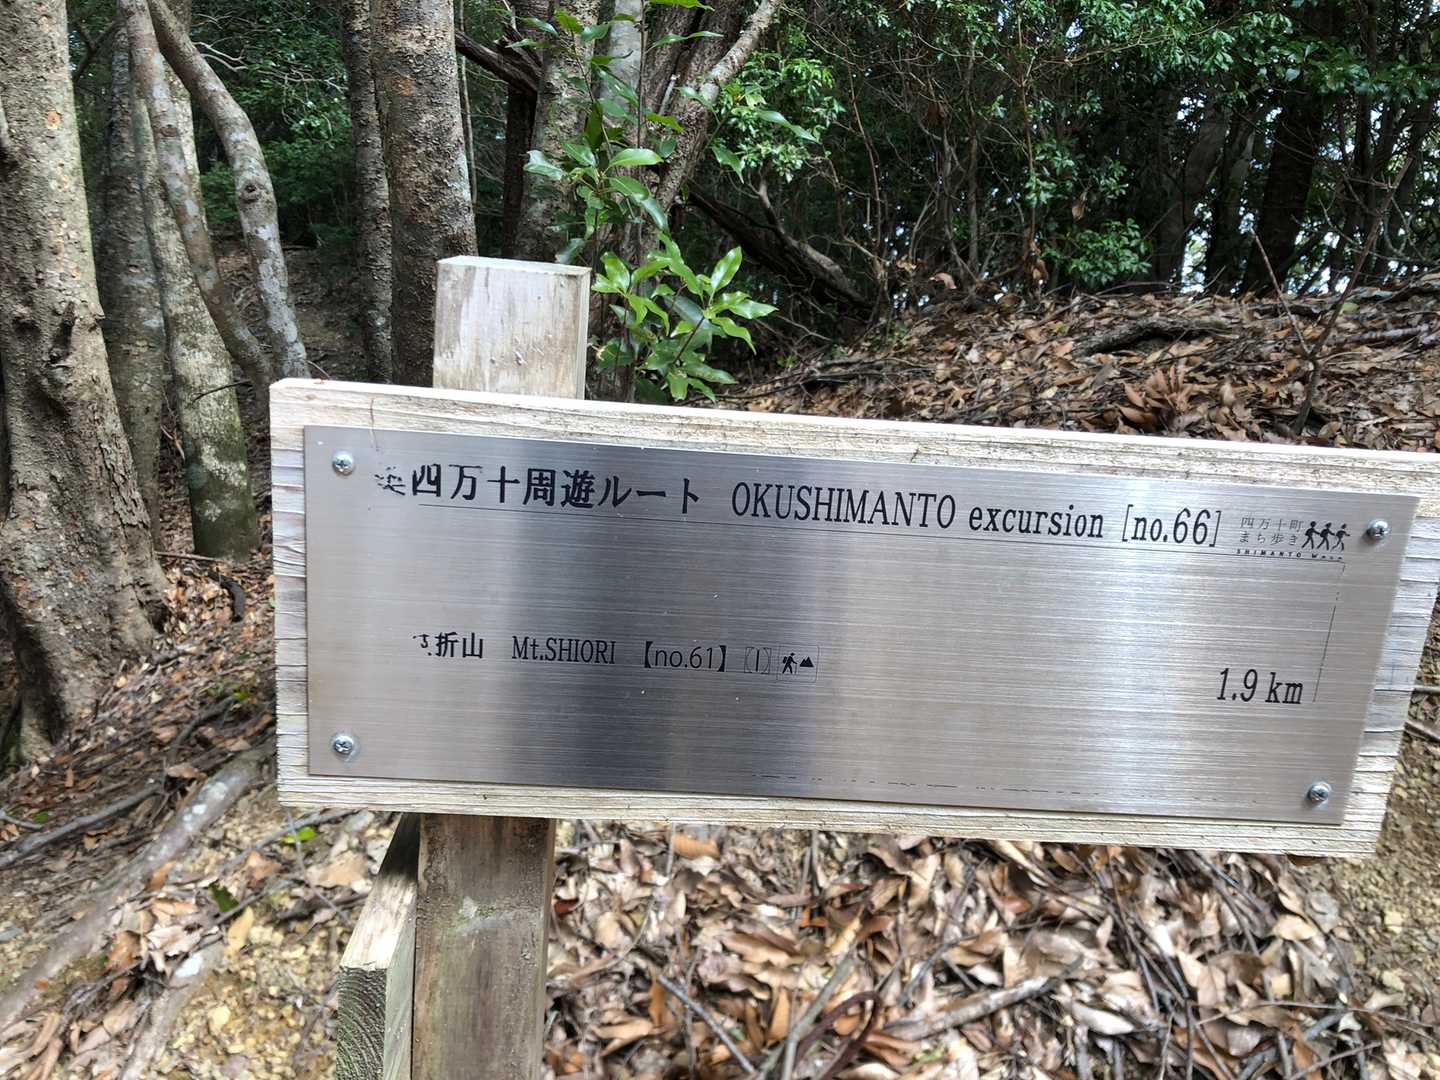 四万十周遊ルート OKUSHIMANTO excursion [no.66]
四万十町
まち歩き
SHIMANTO
折山 Mt.SHIORI 【no.61】
1.9 km